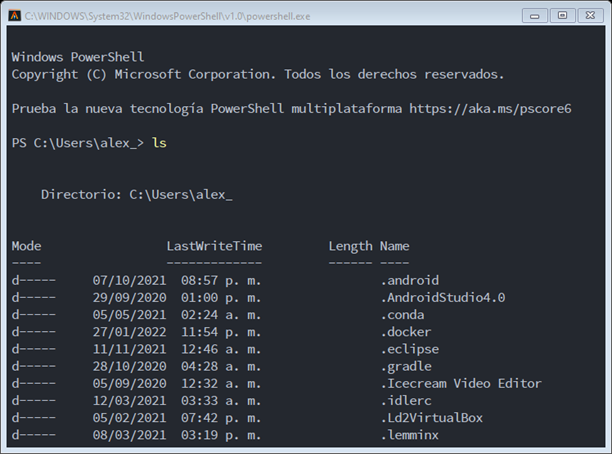 C:\WINDOWS\System32\WindowsPowerShell\v1.0\powershell.exe
Windows PowerShell
Copyright (C) Microsoft Corporation. Todos los derechos reservados.
Prueba la nueva tecnología PowerShell multiplataforma https://aka.ms/pscore6
PS C:\Users\alex_> ls
Directorio: C:\Users\alex_
Mode LastWriteTime Length Name
---- ------------- ------ ----
d----- 07/10/2021 08:57 p. m. .android
d----- 29/09/2020 01:00 p. m. .AndroidStudio4.0
d----- 05/05/2021 02:24 a. m. .conda
d----- 27/01/2022 11:54 p. m. .docker
d----- 11/11/2021 12:46 a. m. .eclipse
d----- 28/10/2020 04:28 a. m. .gradle
d----- 05/09/2020 12:32 a. m. .Icecream Video Editor
d----- 12/03/2021 03:33 a. m. .idlerc
d----- 05/02/2021 07:42 p. m. .Ld2VirtualBox
d----- 08/03/2021 03:19 p. m. .lemminx